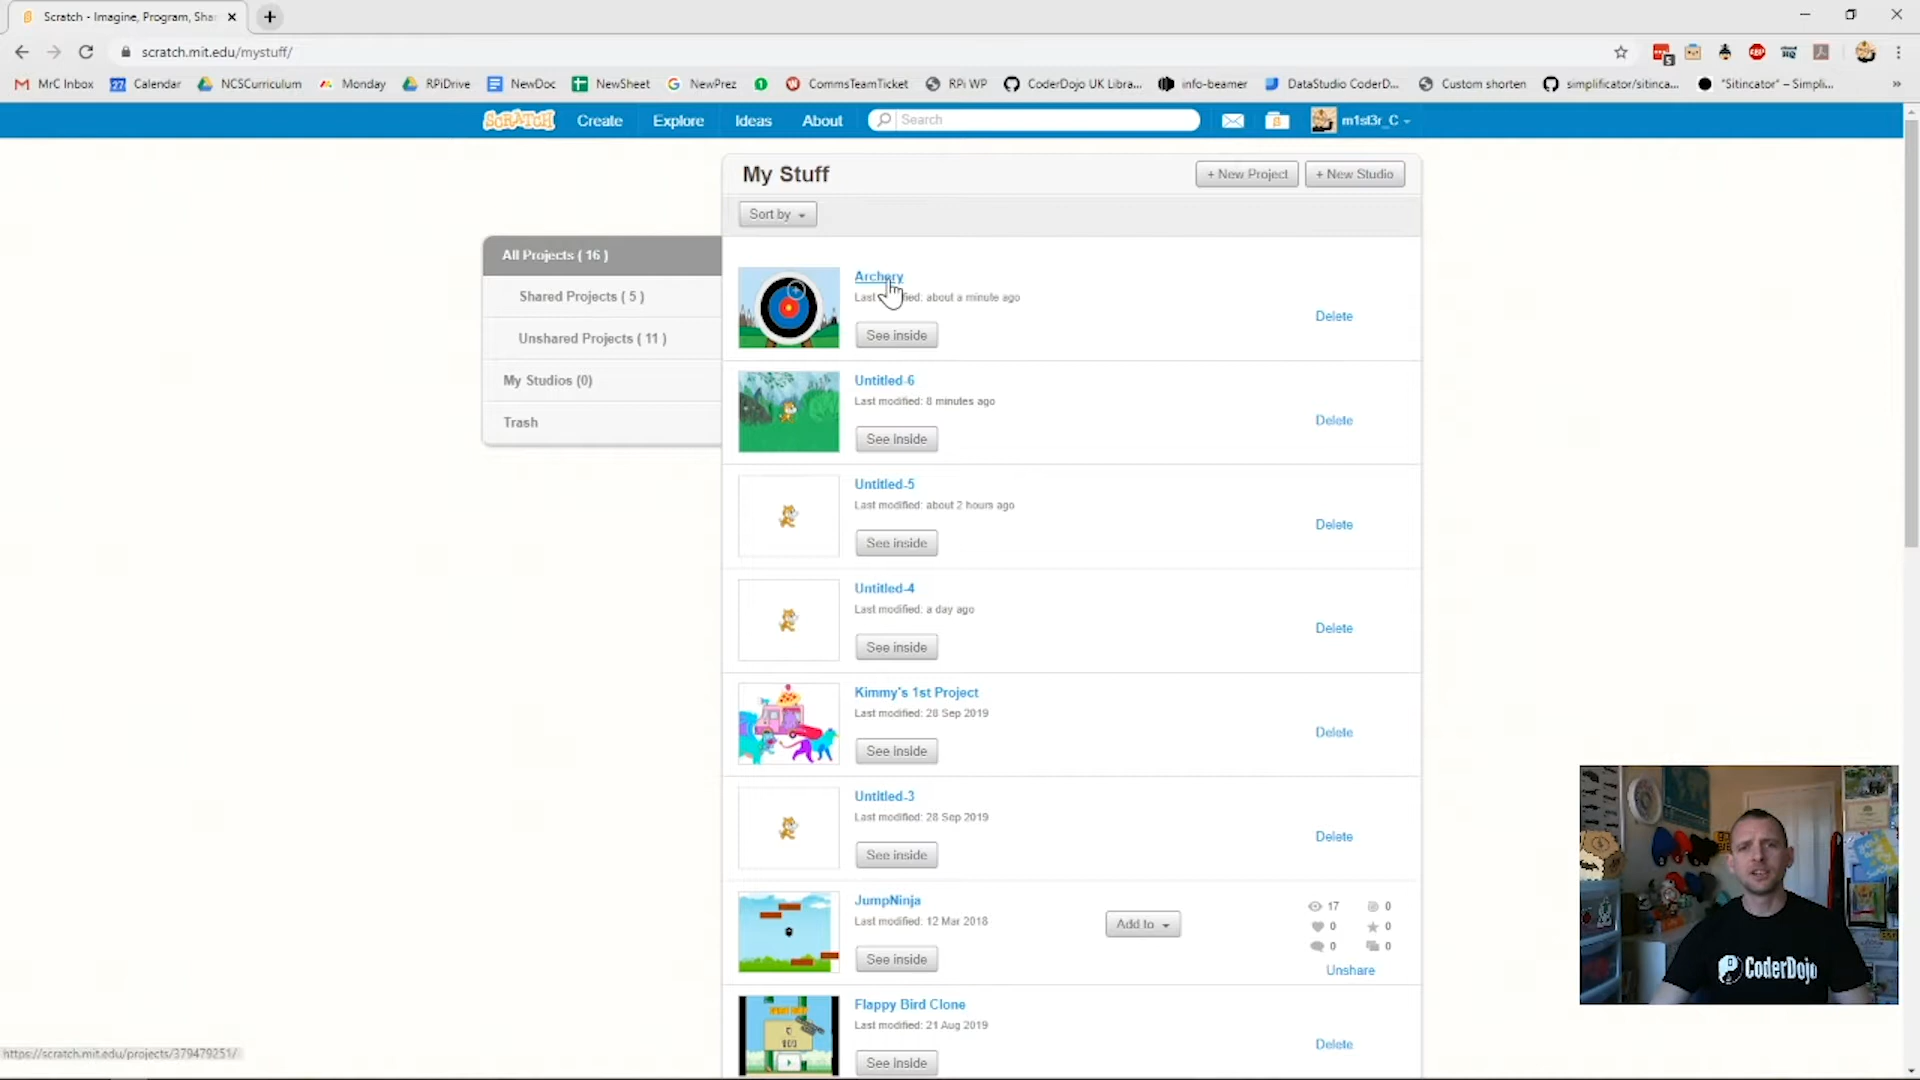 Scratch - Imagine, Program, Sha
scratch.mit.edu/mystuff/
MrC Inbox 27 Calendar NCSCurriculum Monday RPiDrive NewDoc NewSheet NewPrez 1 CommsTeamTicket RPi WP CoderDojo UK Libra... info-beamer DataStudio CoderD... Custom shorten simplificator/sitinca... "Sitincator" – Simpli... »
SCRATCH Create Explore Ideas About Search m1st3r_C
My Stuff + New Project + New Studio
Sort by
All Projects ( 16 )
Shared Projects ( 5 )
Unshared Projects ( 11 )
My Studios (0)
Trash
Archery
Last fied: about a minute ago
See inside
Delete
Untitled-6
Last modified: 8 minutes ago
See inside
Delete
Untitled-5
Last modified: about 2 hours ago
See inside
Delete
Untitled-4
Last modified: a day ago
See inside
Delete
Kimmy's 1st Project
Last modified: 28 Sep 2019
See inside
Delete
Untitled-3
Last modified: 28 Sep 2019
See inside
Delete
JumpNinja
Last modified: 12 Mar 2018
See inside
Add to
17 0
0 0
0 0
Unshare
Flappy Bird Clone
Last modified: 21 Aug 2019
See inside
Delete
CoderDojo
https://scratch.mit.edu/projects/379479251/